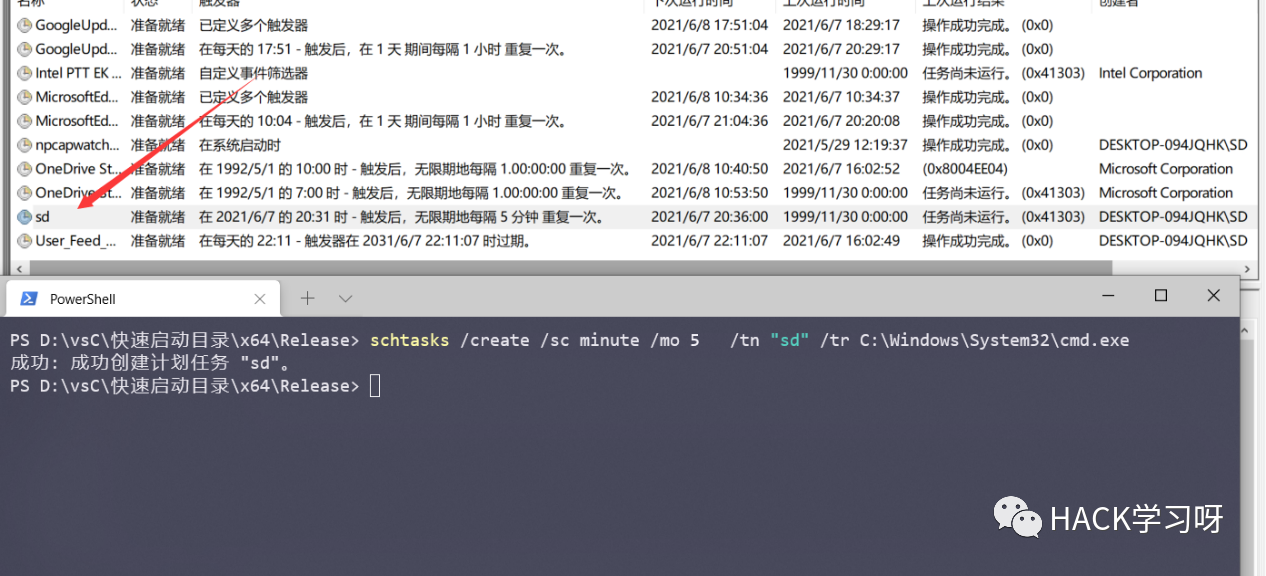 名称 状态 触发器 下次运行时间 上次运行时间 上次运行结果 创建者
GoogleUpd... 准备就绪 已定义多个触发器 2021/6/8 17:51:04 2021/6/7 18:29:17 操作成功完成。 (0x0)
GoogleUpd... 准备就绪 在每天的 17:51 - 触发后，在 1 天 期间每隔 1 小时 重复一次。 2021/6/7 20:51:04 2021/6/7 20:29:17 操作成功完成。 (0x0)
Intel PTT EK ... 准备就绪 自定义事件筛选器 1999/11/30 0:00:00 任务尚未运行。 (0x41303) Intel Corporation
MicrosoftEd... 准备就绪 已定义多个触发器 2021/6/8 10:34:36 2021/6/7 10:34:37 操作成功完成。 (0x0)
MicrosoftEd... 准备就绪 在每天的 10:04 - 触发后，在 1 天 期间每隔 1 小时 重复一次。 2021/6/7 21:04:36 2021/6/7 20:20:08 操作成功完成。 (0x0)
npcapwatch... 准备就绪 在系统启动时 2021/5/29 12:19:37 操作成功完成。 (0x0) DESKTOP-094JQHK\SD
OneDrive St... 准备就绪 在 1992/5/1 的 10:00 时 - 触发后，无限期地每隔 1.00:00:00 重复一次。 2021/6/8 10:40:50 2021/6/7 16:02:52 (0x8004EE04) Microsoft Corporation
OneDrive St... 准备就绪 在 1992/5/1 的 7:00 时 - 触发后，无限期地每隔 1.00:00:00 重复一次。 2021/6/8 10:53:50 1999/11/30 0:00:00 任务尚未运行。 (0x41303) Microsoft Corporation
sd 准备就绪 在 2021/6/7 的 20:31 时 - 触发后，无限期地每隔 5 分钟 重复一次。 2021/6/7 20:36:00 1999/11/30 0:00:00 任务尚未运行。 (0x41303) DESKTOP-094JQHK\SD
User_Feed_... 准备就绪 在每天的 22:11 - 触发器在 2031/6/7 22:11:07 时过期。 2021/6/7 22:11:07 2021/6/7 16:02:49 操作成功完成。 (0x0) DESKTOP-094JQHK\SD
PowerShell
PS D:\vsC\快速启动目录\x64\Release> schtasks /create /sc minute /mo 5 /tn "sd" /tr C:\Windows\System32\cmd.exe
成功: 成功创建计划任务 "sd"。
PS D:\vsC\快速启动目录\x64\Release>
HACK学习呀